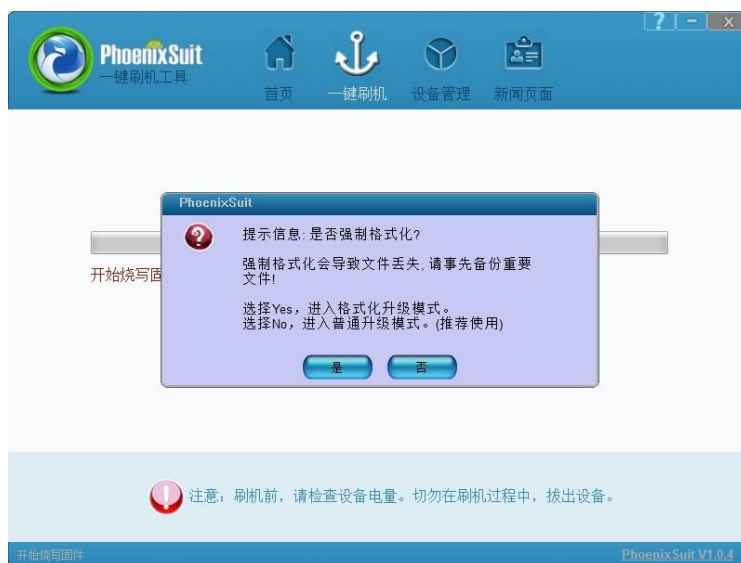 ? - X
PhoenixSuit
一键刷机工具
首页 一键刷机 设备管理 新闻页面
PhoenixSuit
提示信息: 是否强制格式化?
强制格式化会导致文件丢失, 请事先备份重要
文件!
选择Yes，进入格式化升级模式。
选择No，进入普通升级模式。(推荐使用)
开始烧写固
是 否
注意：刷机前，请检查设备电量。切勿在刷机过程中，拔出设备。
开始烧写固件 PhoenixSuit V1.0.4